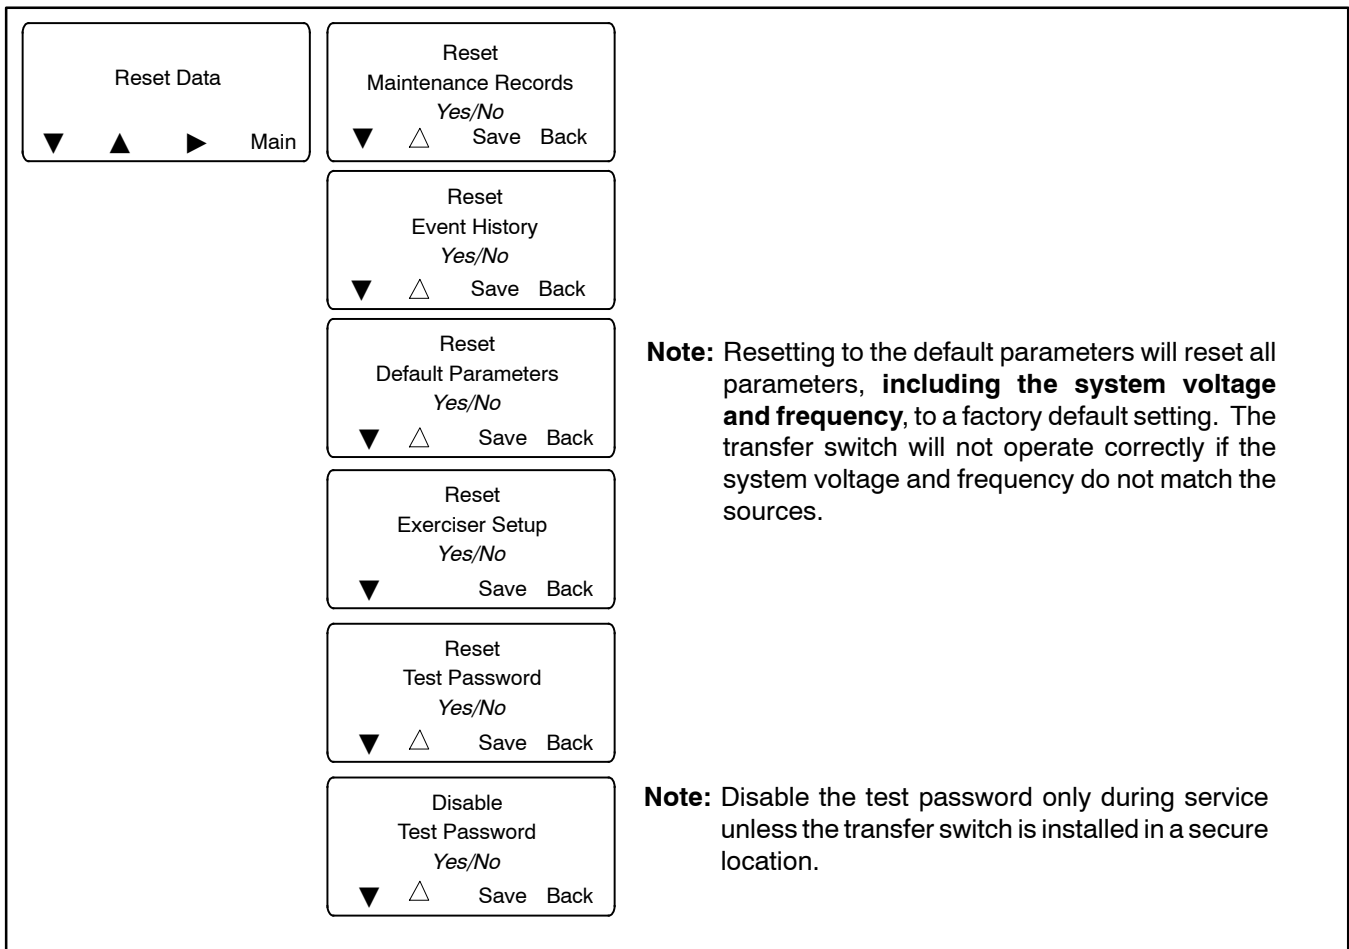 Reset Data
▼ ▲ ► Main
Reset
Maintenance Records
Yes/No
▼ △ Save Back
Reset
Event History
Yes/No
▼ △ Save Back
Reset
Default Parameters
Yes/No
▼ △ Save Back
Note: Resetting to the default parameters will reset all
parameters, including the system voltage
and frequency, to a factory default setting. The
transfer switch will not operate correctly if the
system voltage and frequency do not match the
sources.
Reset
Exerciser Setup
Yes/No
▼ Save Back
Reset
Test Password
Yes/No
▼ △ Save Back
Disable
Test Password
Yes/No
▼ △ Save Back
Note: Disable the test password only during service
unless the transfer switch is installed in a secure
location.